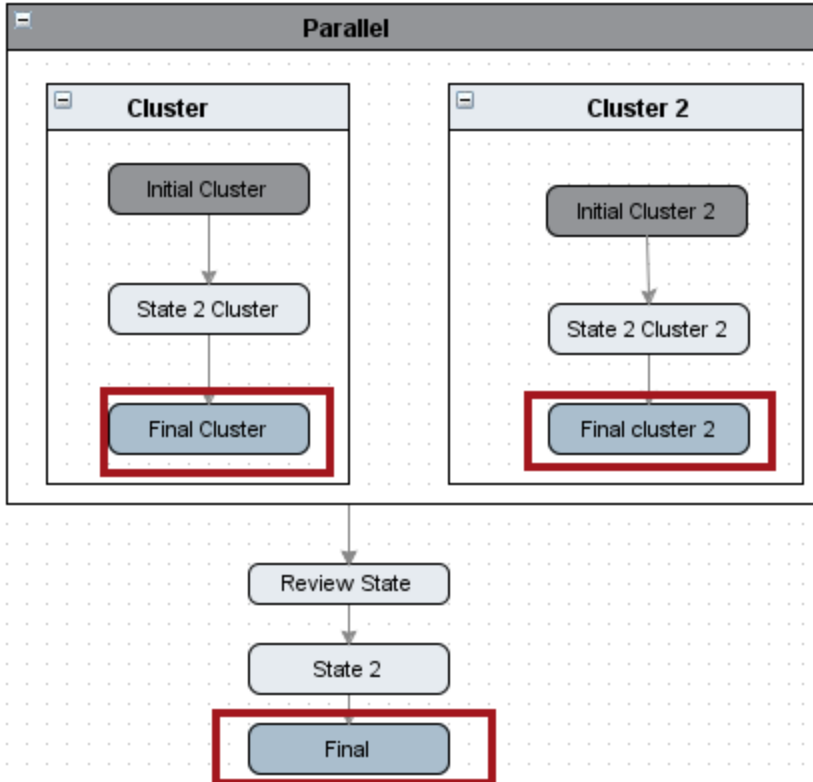 Parallel
Cluster
Cluster 2
Initial Cluster
Initial Cluster 2
State 2 Cluster
State 2 Cluster 2
Final Cluster
Final cluster 2
Review State
State 2
Final